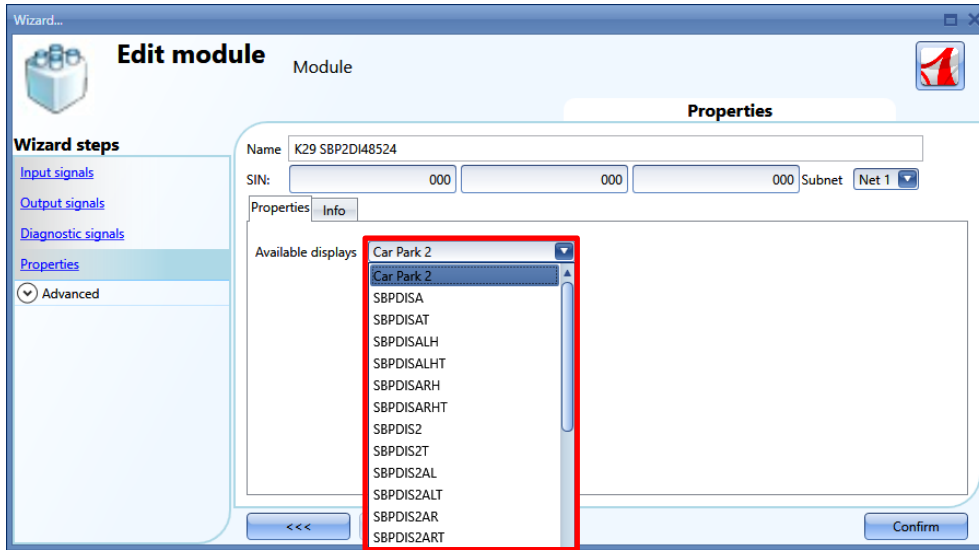 Wizard...
Edit module Module
Properties
Wizard steps
Input signals
Output signals
Diagnostic signals
Properties
Advanced
Name K29 SBP2DI48524
SIN: 000 000 000 Subnet Net 1
Properties Info
Available displays Car Park 2
Car Park 2
SBPDISA
SBPDISAT
SBPDISALH
SBPDISALHT
SBPDISARH
SBPDISARHT
SBPDIS2
SBPDIS2T
SBPDIS2AL
SBPDIS2ALT
SBPDIS2AR
SBPDIS2ART
<<< Confirm